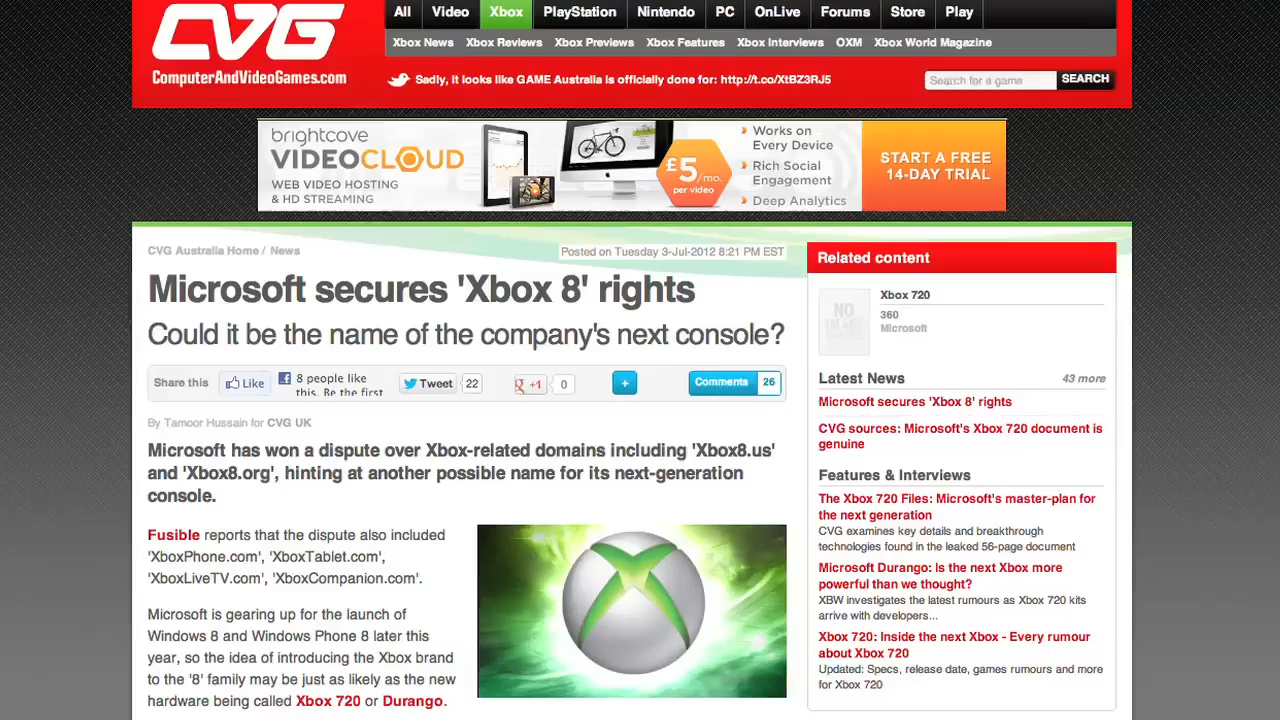 CVG
ComputerAndVideoGames.com
All Video Xbox PlayStation Nintendo PC OnLive Forums Store Play
Xbox News Xbox Reviews Xbox Previews Xbox Features Xbox Interviews OXM Xbox World Magazine
Sadly, it looks like GAME Australia is officially done for: http://t.co/XtBZ3RJ5
Search for a game SEARCH
brightcove
VIDEOCLOUD
WEB VIDEO HOSTING
& HD STREAMING
£5/mo.
per video
Works on
Every Device
Rich Social
Engagement
Deep Analytics
START A FREE
14-DAY TRIAL
CVG Australia Home / News
Posted on Tuesday 3-Jul-2012 8:21 PM EST
Microsoft secures 'Xbox 8' rights
Could it be the name of the company's next console?
Share this Like 8 people like this. Be the first Tweet 22 +1 0 + Comments 26
By Tamoor Hussain for CVG UK
Microsoft has won a dispute over Xbox-related domains including 'Xbox8.us'
and 'Xbox8.org', hinting at another possible name for its next-generation
console.
Fusible reports that the dispute also included
'XboxPhone.com', 'XboxTablet.com',
'XboxLiveTV.com', 'XboxCompanion.com'.
Microsoft is gearing up for the launch of
Windows 8 and Windows Phone 8 later this
year, so the idea of introducing the Xbox brand
to the '8' family may be just as likely as the new
hardware being called Xbox 720 or Durango.
Related content
NO
IMAGE
Xbox 720
360
Microsoft
Latest News 43 more
Microsoft secures 'Xbox 8' rights
CVG sources: Microsoft's Xbox 720 document is
genuine
Features & Interviews
The Xbox 720 Files: Microsoft's master-plan for
the next generation
CVG examines key details and breakthrough
technologies found in the leaked 56-page document
Microsoft Durango: Is the next Xbox more
powerful than we thought?
XBW investigates the latest rumours as Xbox 720 kits
arrive with developers...
Xbox 720: Inside the next Xbox - Every rumour
about Xbox 720
Updated: Specs, release date, games rumours and more
for Xbox 720